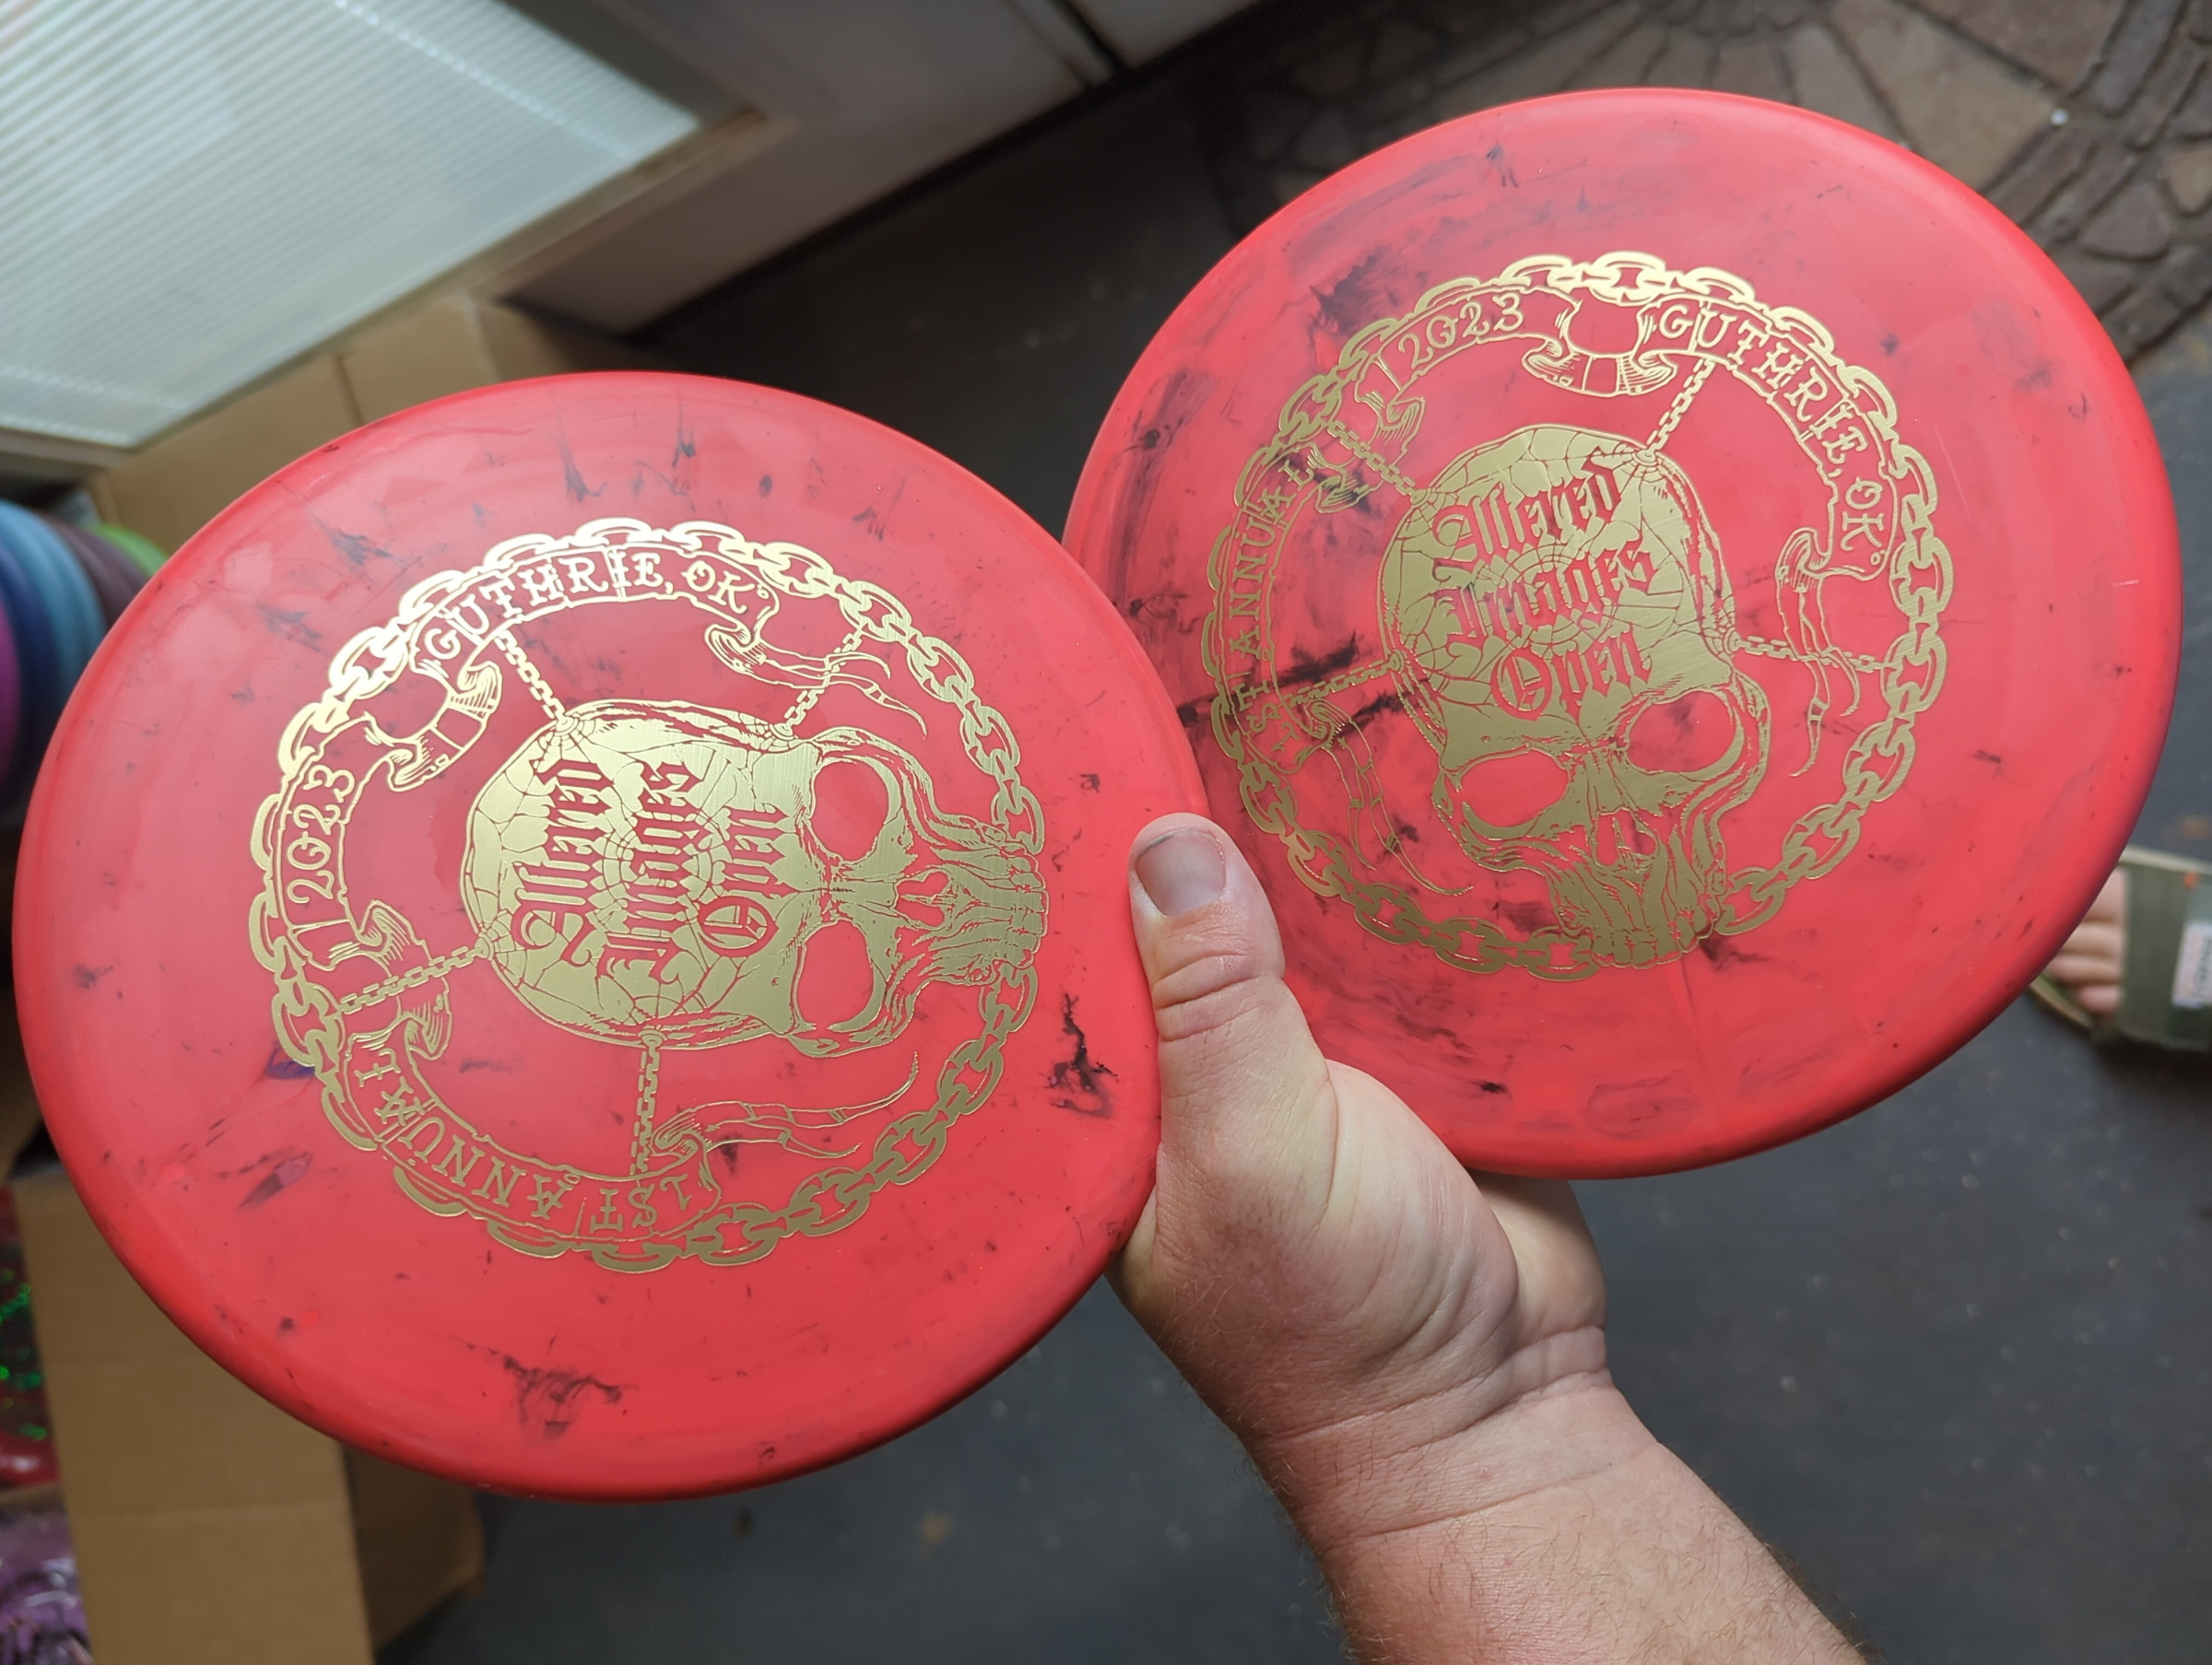 1ST ANNUAL 2023 GUTHRIE, OK
Altered
Images
Open
1ST ANNUAL 2023 GUTHRIE, OK
Altered
Images
Open